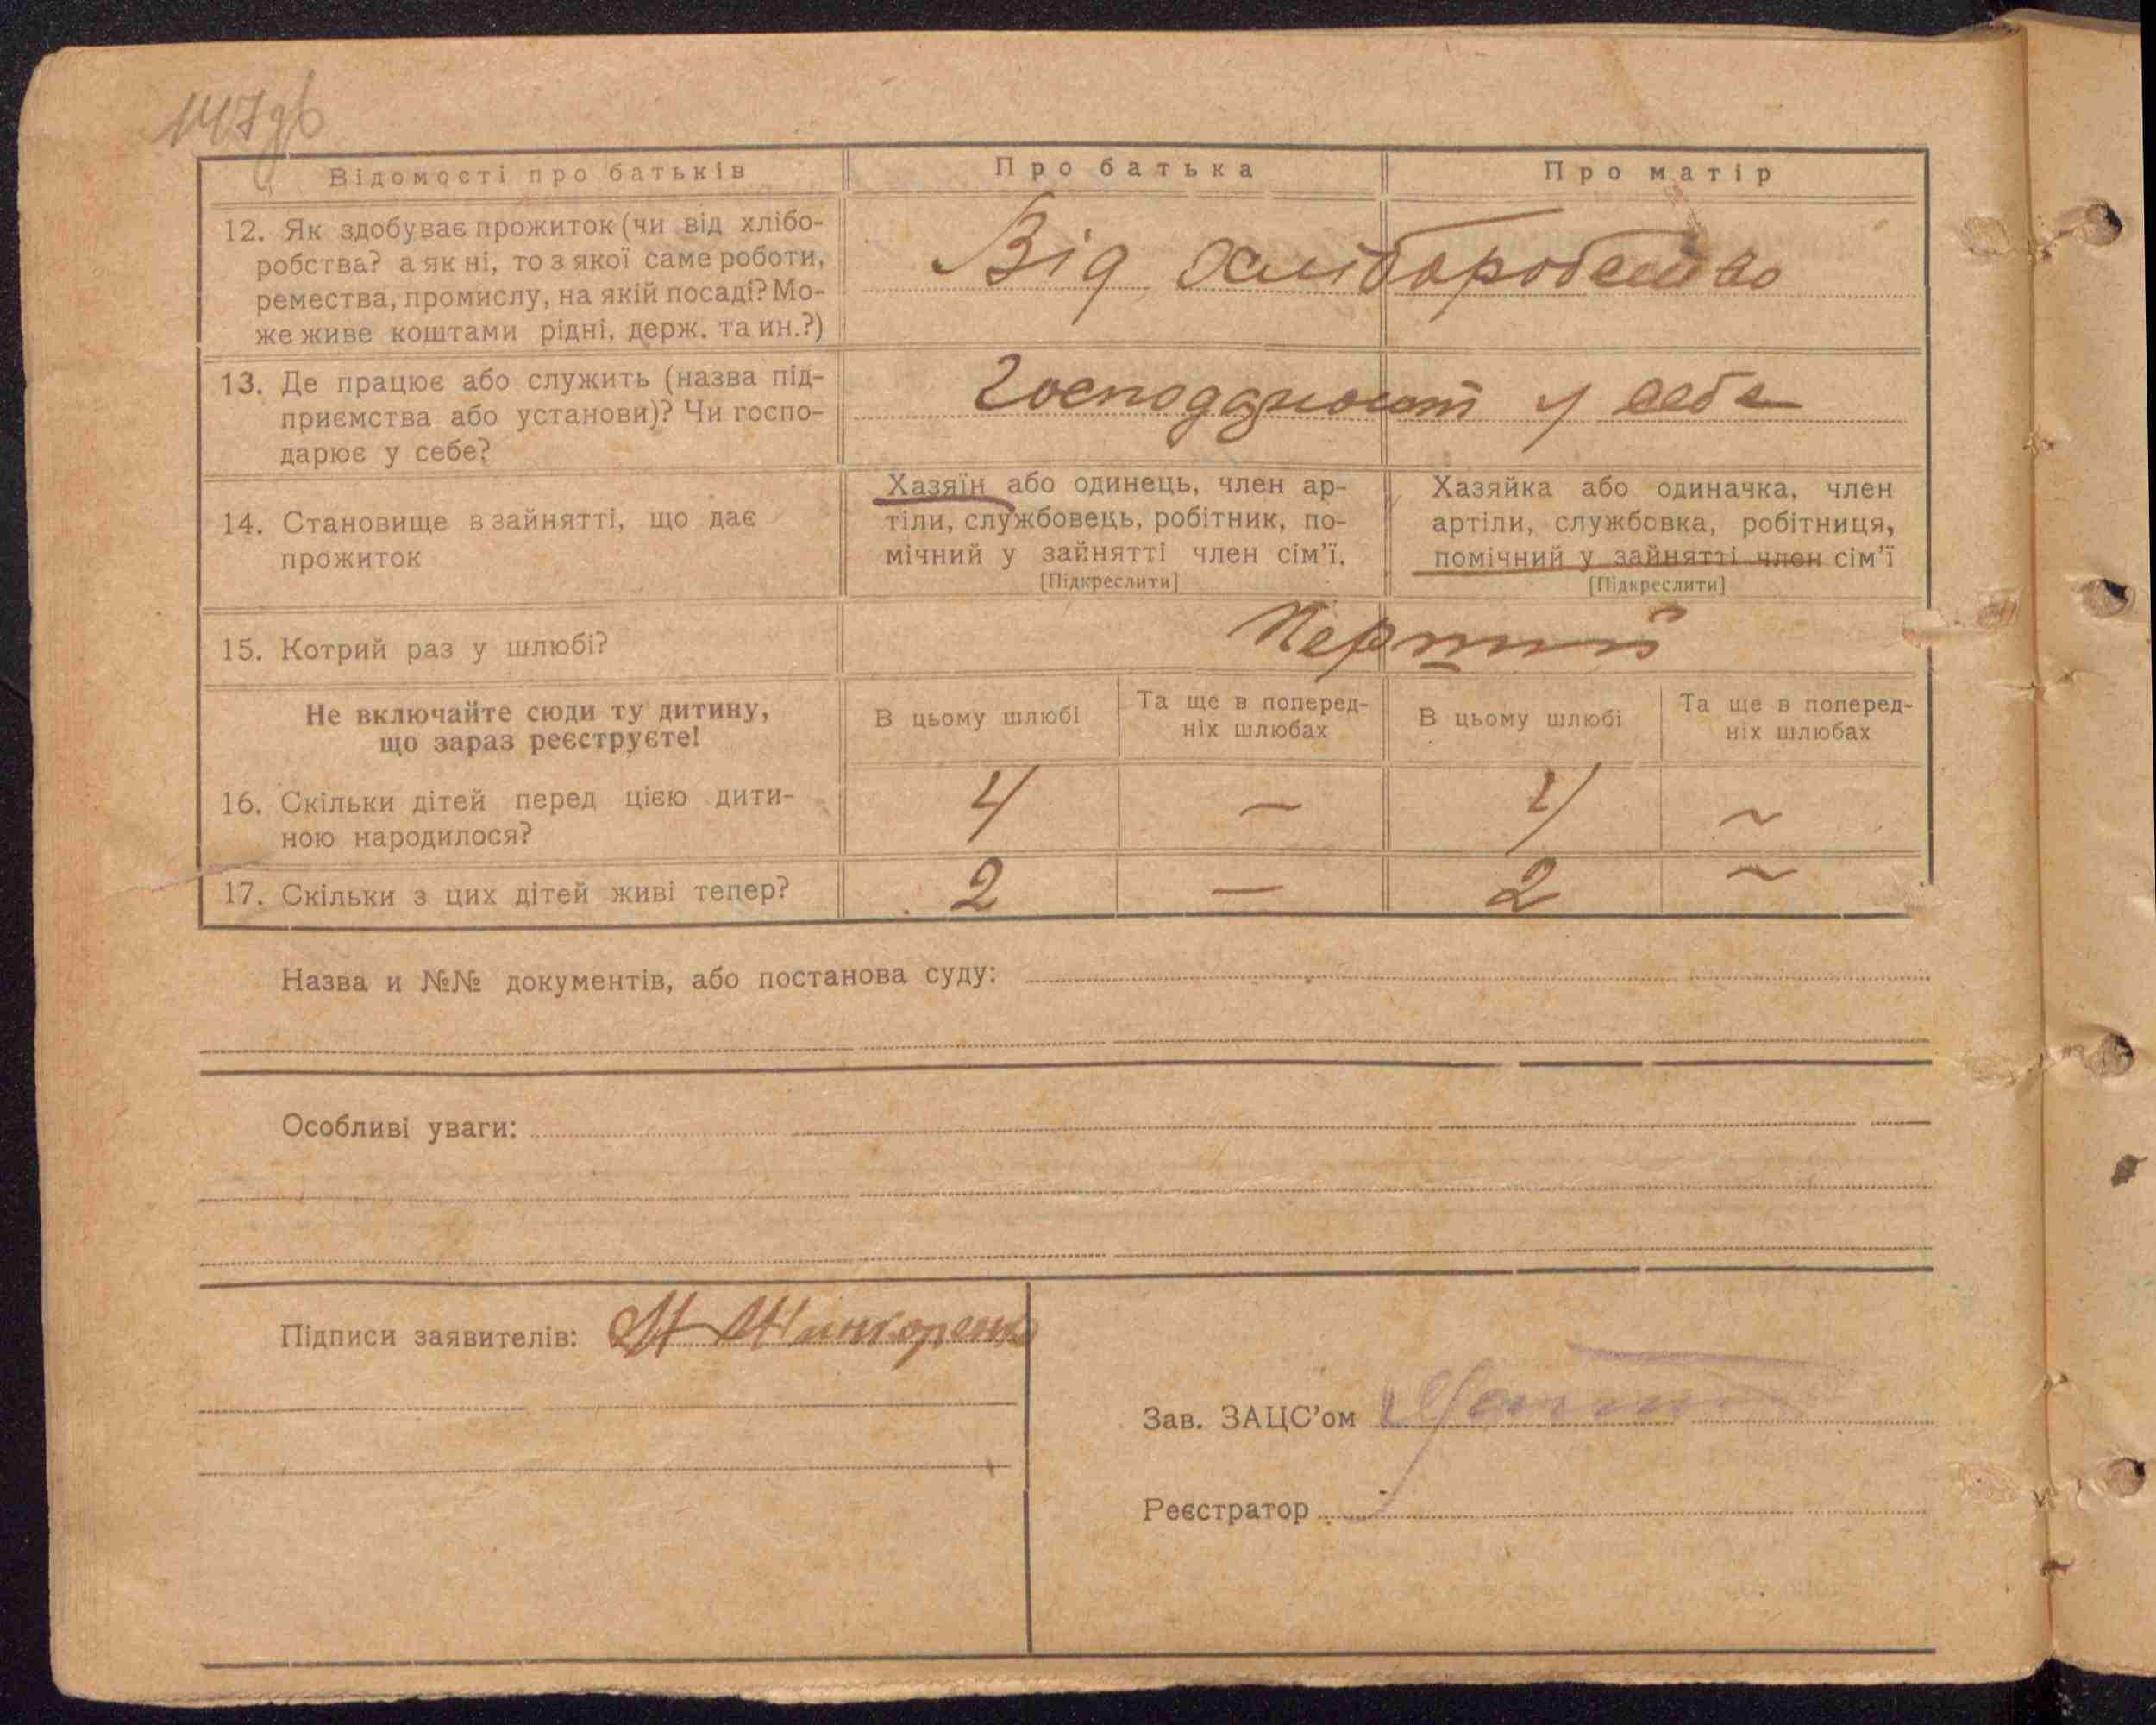 147зв
Відомості про батьків
Про батька
Про матір
12. Як здобуває прожиток (чи від хлібо-
робства? а як ні, то з якої саме роботи,
ремества, промислу, на якій посаді? Мо-
же живе коштами рідні, держ. та ин.?)
Від хліборобства
13. Де працює або служить (назва під-
приємства або установи)? Чи госпо-
дарює у себе?
Господарюют у себе
14. Становище в зайнятті, що дає
прожиток
Хазяїн або одинець, член ар-
тіли, службовець, робітник, по-
мічний у зайнятті член сім'ї.
[Підкреслити]
Хазяйка або одиначка, член
артіли, службовка, робітниця,
помічний у зайнятті член сім'ї
[Підкреслити]
15. Котрий раз у шлюбі?
Перший
Не включайте сюди ту дитину,
що зараз реєструєте!
В цьому шлюбі
Та ще в поперед-
ніх шлюбах
В цьому шлюбі
Та ще в поперед-
ніх шлюбах
16. Скільки дітей перед цією дити-
ною народилося?
4 — 4 ~
17. Скільки з цих дітей живі тепер?
2 — 2 ~
Назва и №№ документів, або постанова суду:
Особливі уваги:
Підписи заявителів:
Зав. ЗАЦС'ом
Реєстратор